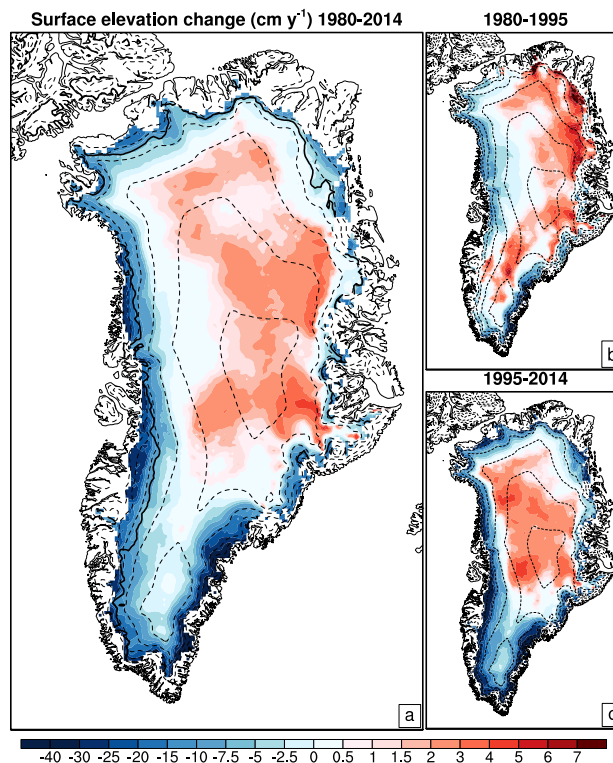 Surface elevation change (cm y⁻¹) 1980-2014
1980-1995
b
1995-2014
a
c
-40 -30 -25 -20 -15 -10 -7.5 -5 -2.5 0 0.5 1 1.5 2 3 4 5 6 7